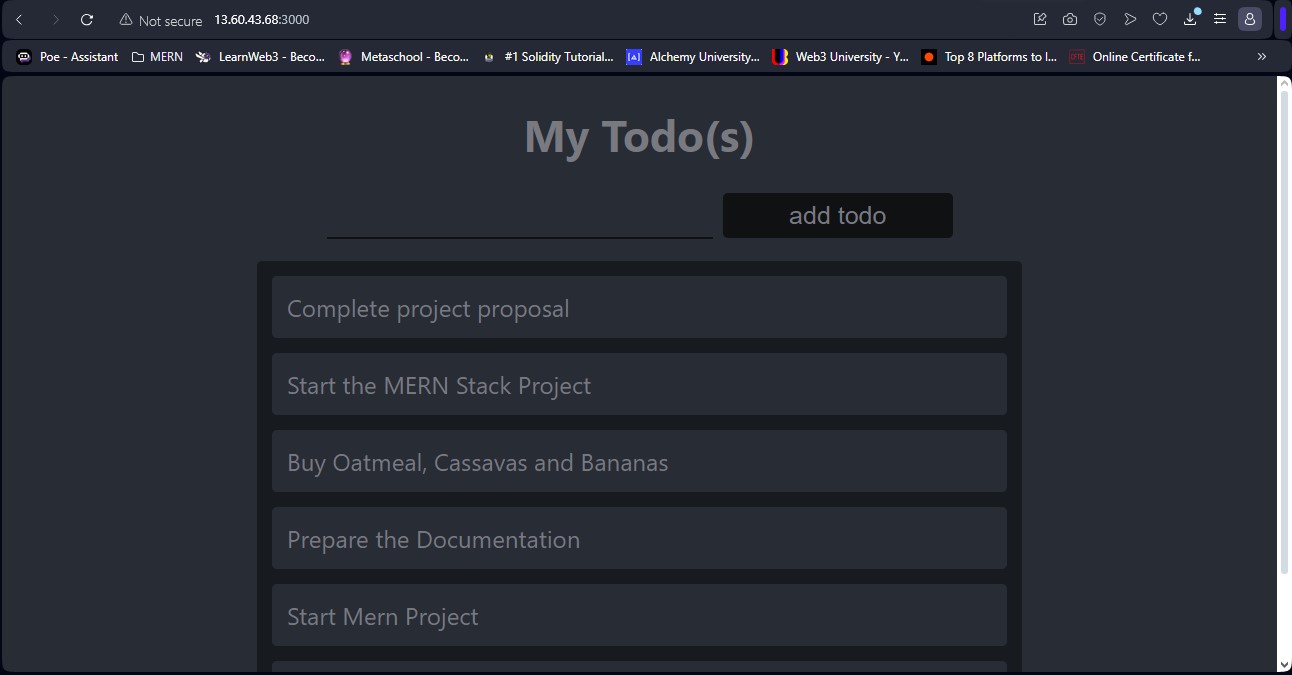 Not secure 13.60.43.68:3000
Poe - Assistant MERN LearnWeb3 - Beco... Metaschool - Beco... #1 Solidity Tutorial... Alchemy University... Web3 University - Y... Top 8 Platforms to l... Online Certificate f...
My Todo(s)
add todo
Complete project proposal
Start the MERN Stack Project
Buy Oatmeal, Cassavas and Bananas
Prepare the Documentation
Start Mern Project